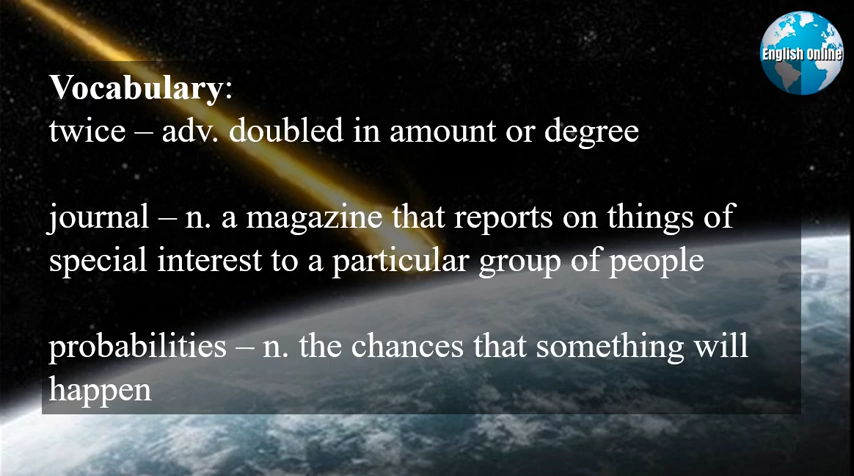 English Online
Vocabulary:
twice – adv. doubled in amount or degree
journal – n. a magazine that reports on things of
special interest to a particular group of people
probabilities – n. the chances that something will
happen